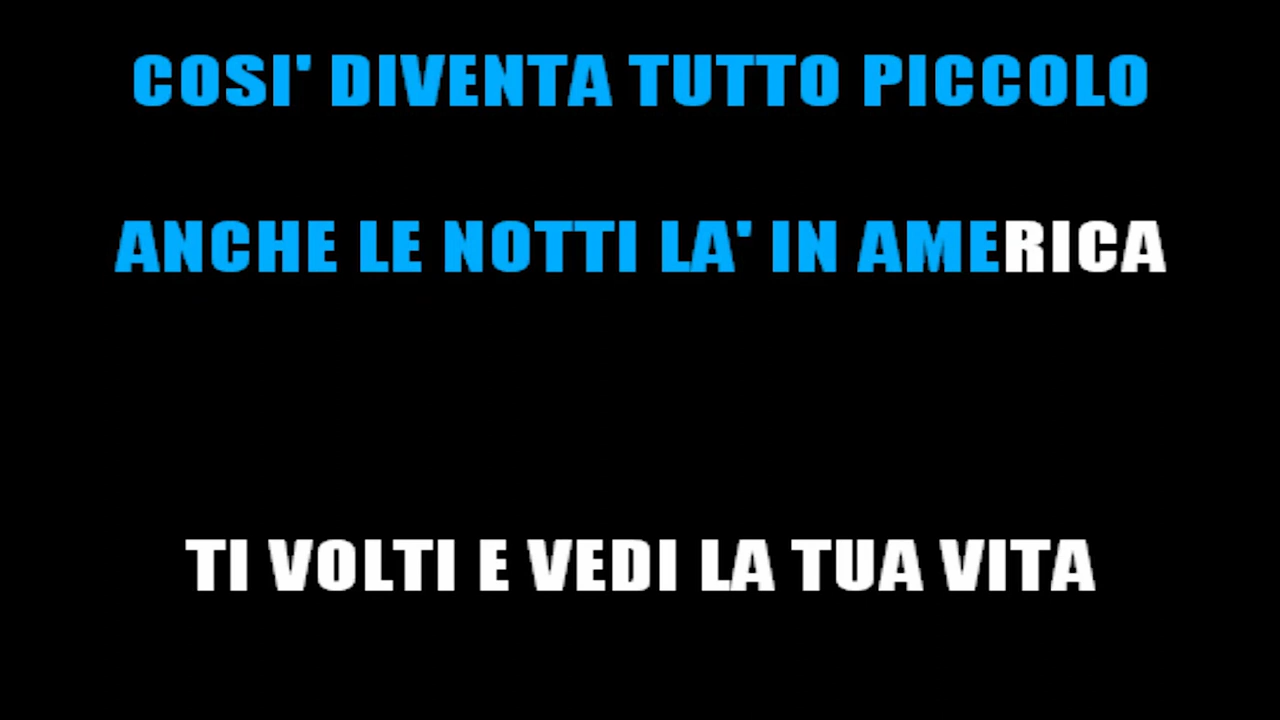 COSI' DIVENTA TUTTO PICCOLO
ANCHE LE NOTTI LA' IN AMERICA
TI VOLTI E VEDI LA TUA VITA